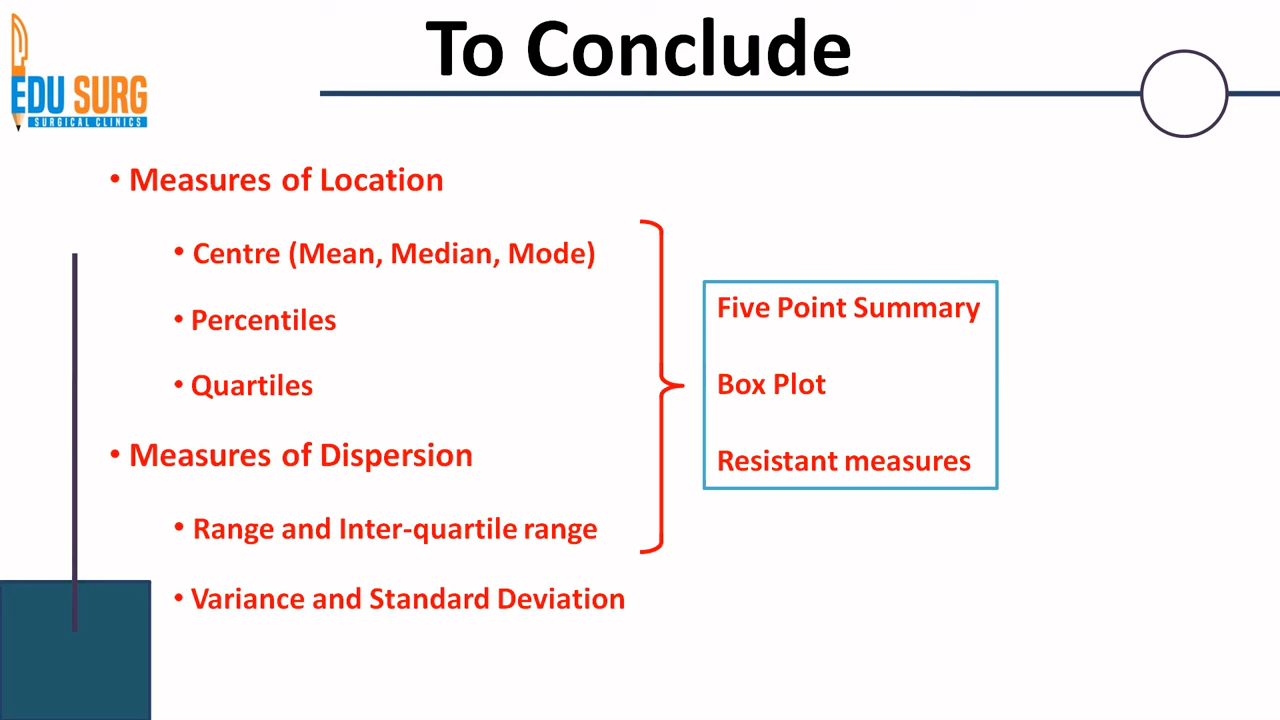 To Conclude
EDU SURG
SURGICAL CLINICS
• Measures of Location
• Centre (Mean, Median, Mode)
• Percentiles
• Quartiles
• Measures of Dispersion
• Range and Inter-quartile range
• Variance and Standard Deviation
Five Point Summary
Box Plot
Resistant measures